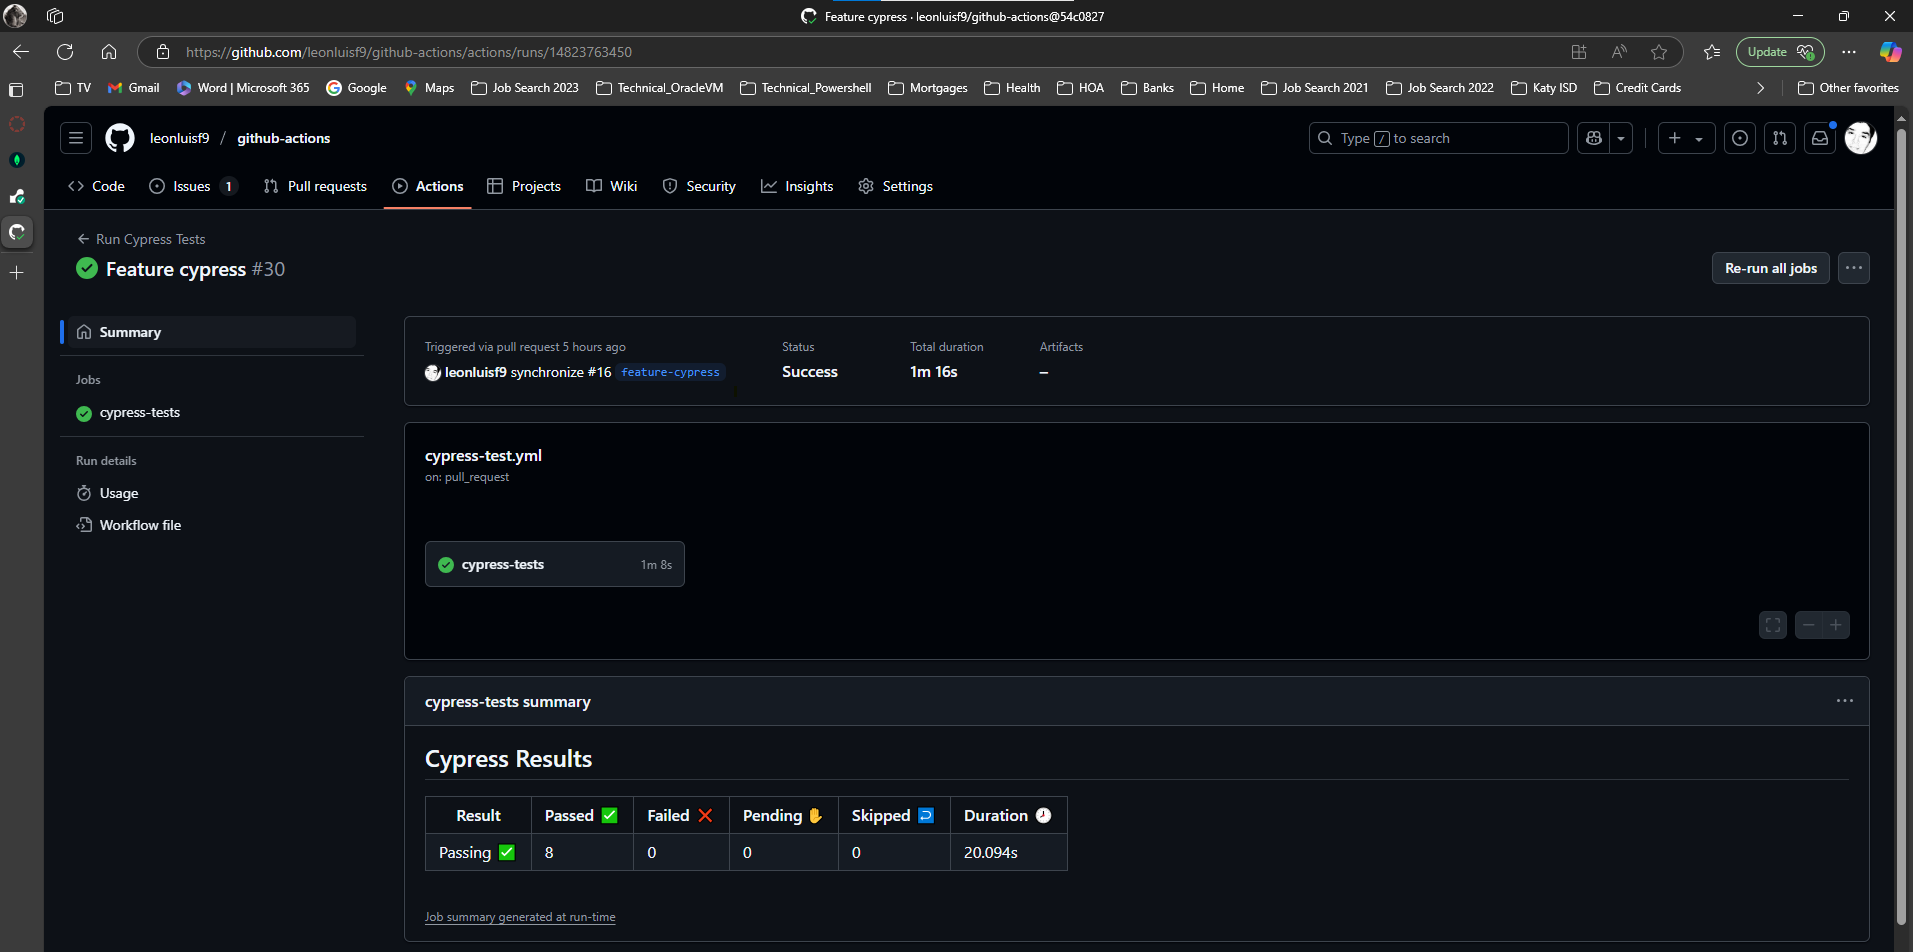 Feature cypress · leonluisf9/github-actions@54c0827
https://github.com/leonluisf9/github-actions/actions/runs/14823763450
Update
TV
Gmail
Word | Microsoft 365
Google
Maps
Job Search 2023
Technical_OracleVM
Technical_Powershell
Mortgages
Health
HOA
Banks
Home
Job Search 2021
Job Search 2022
Katy ISD
Credit Cards
Other favorites
leonluisf9 / github-actions
Type / to search
Code
Issues 1
Pull requests
Actions
Projects
Wiki
Security
Insights
Settings
Run Cypress Tests
Feature cypress #30
Re-run all jobs
Summary
Jobs
cypress-tests
Run details
Usage
Workflow file
Triggered via pull request 5 hours ago
leonluisf9 synchronize #16 feature-cypress
Status
Success
Total duration
1m 16s
Artifacts
–
cypress-test.yml
on: pull_request
cypress-tests 1m 8s
cypress-tests summary
Cypress Results
Result Passed ✅ Failed ❌ Pending ✋ Skipped ↩️ Duration 🕗
Passing ✅ 8 0 0 0 20.094s
Job summary generated at run-time